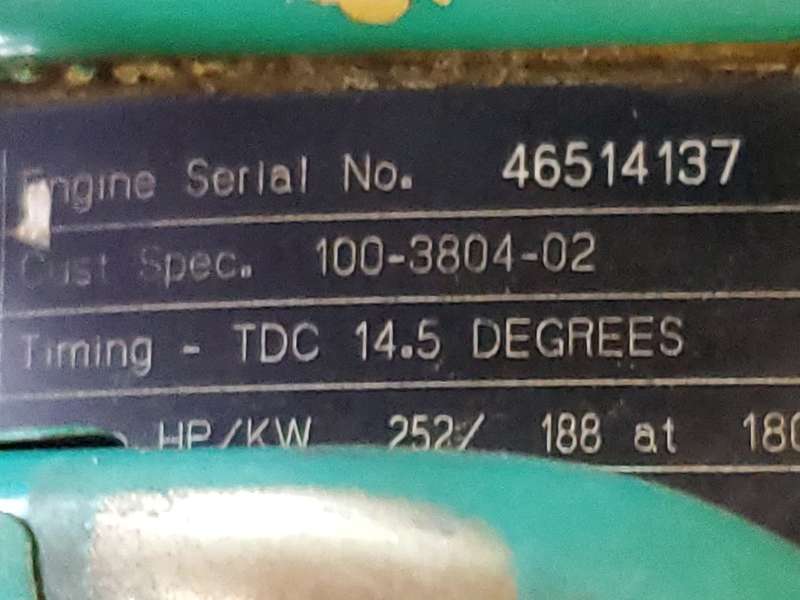 Engine Serial No. 46514137
Cust Spec. 100-3804-02
Timing - TDC 14.5 DEGREES
HP/KW 252/ 188 at